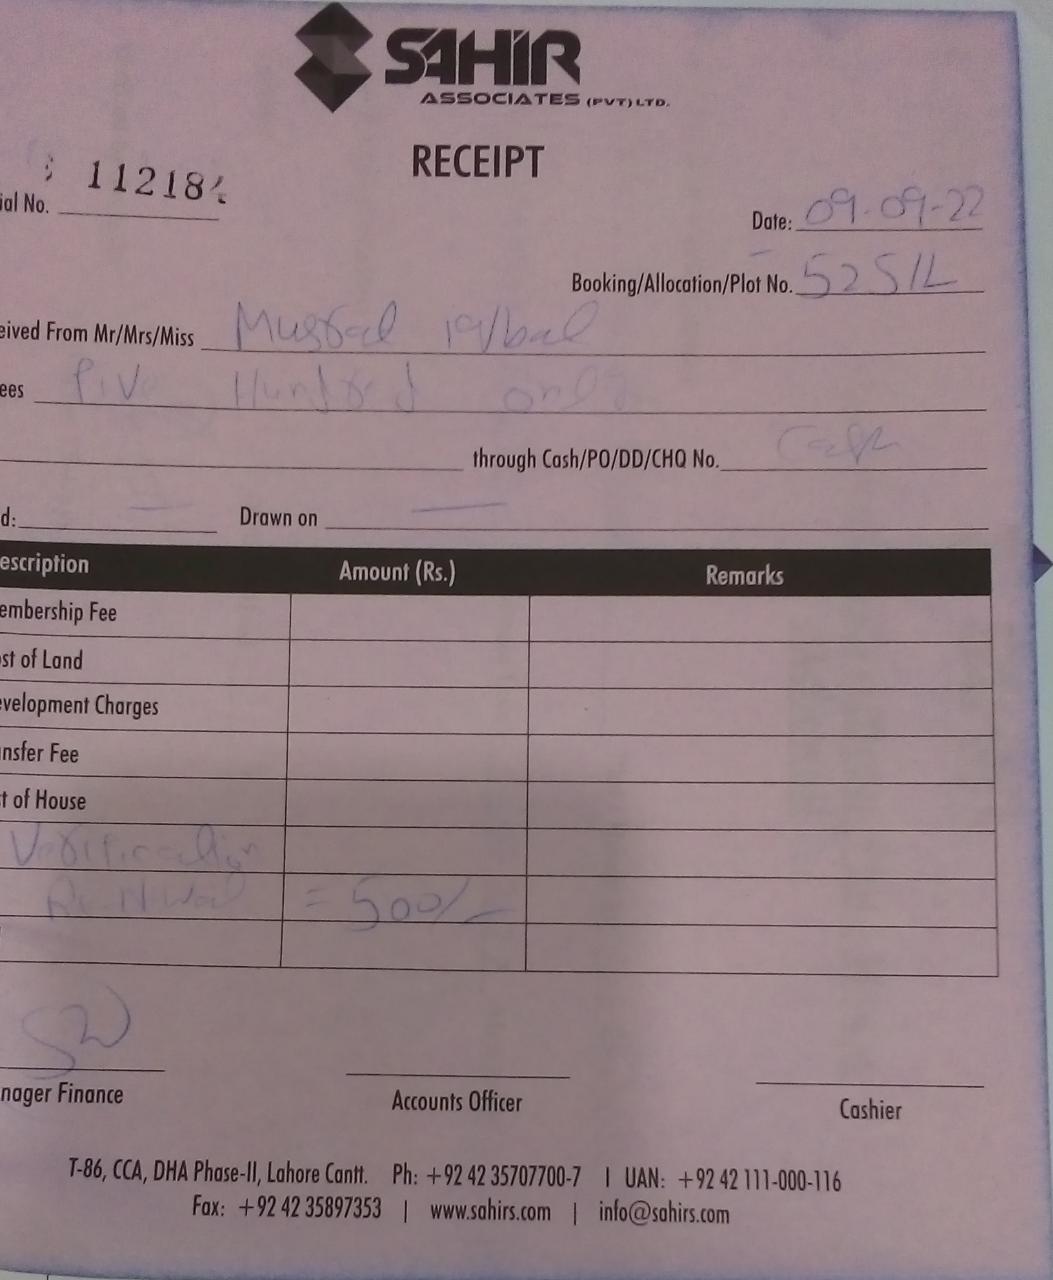 SAHIR
ASSOCIATES (PVT) LTD.
RECEIPT
11218
ial No.
Date: 09-09-22
Booking/Allocation/Plot No. 525/L
eived From Mr/Mrs/Miss
ees Five Hundred only
through Cash/PO/DD/CHQ No. Cash
d: — Drawn on —
escription Amount (Rs.) Remarks
embership Fee
st of Land
evelopment Charges
nsfer Fee
t of House
Verification
= 500/-
nager Finance Accounts Officer Cashier
T-86, CCA, DHA Phase-II, Lahore Cantt. Ph: +92 42 35707700-7 | UAN: +92 42 111-000-116
Fax: +92 42 35897353 | www.sahirs.com | info@sahirs.com